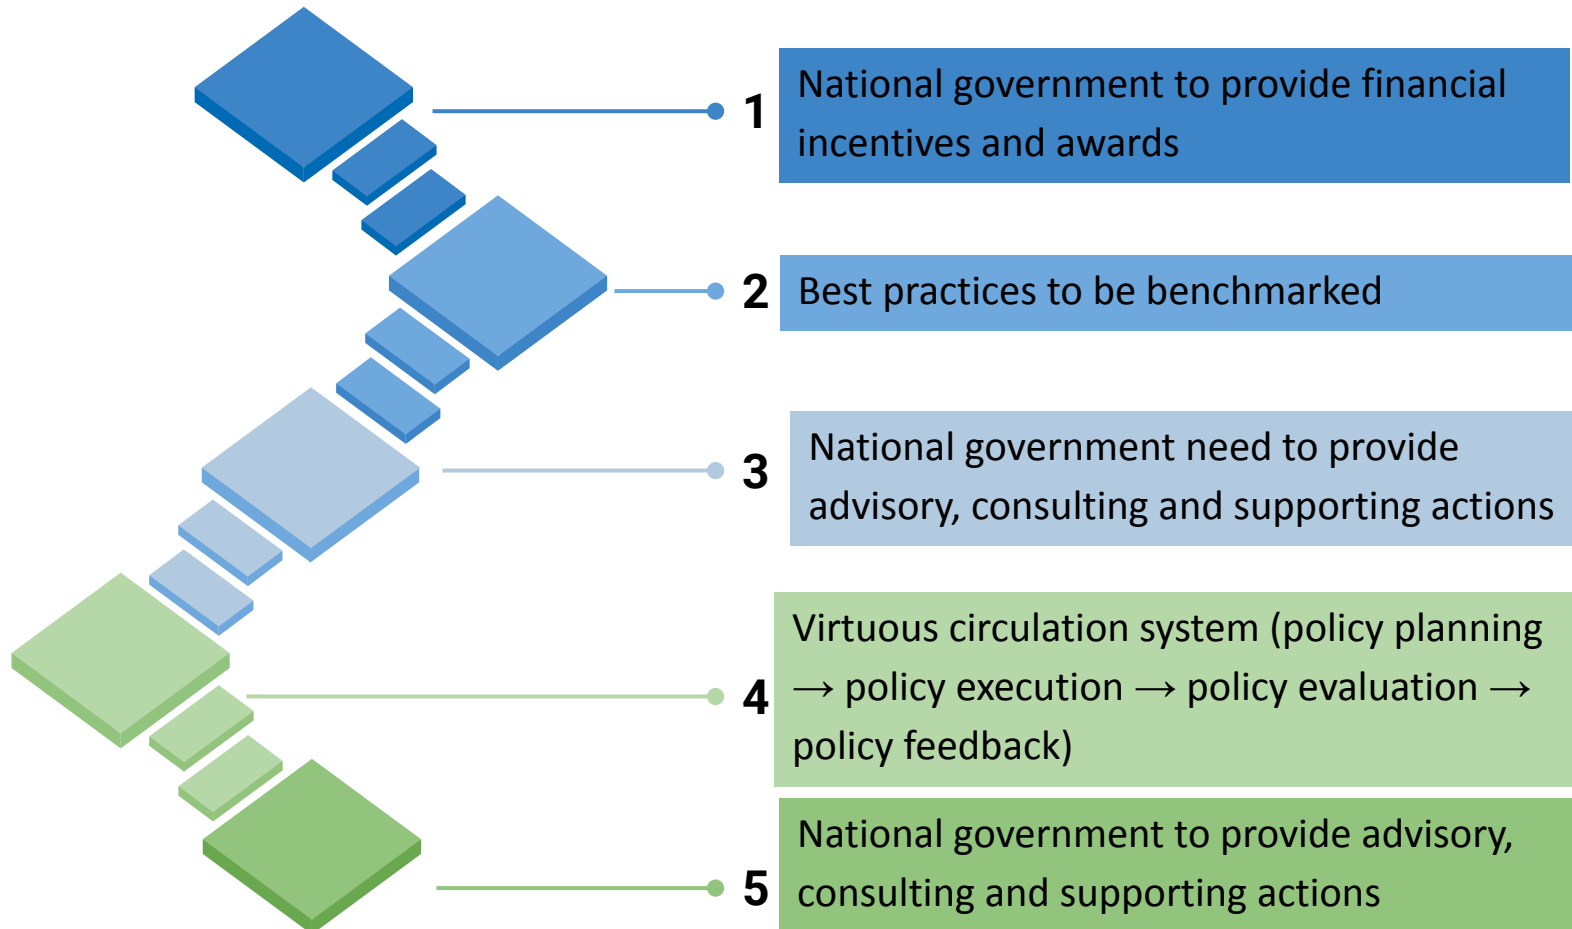 1
National government to provide financial
incentives and awards
2
Best practices to be benchmarked
3
National government need to provide
advisory, consulting and supporting actions
4
Virtuous circulation system (policy planning
→ policy execution → policy evaluation →
policy feedback)
5
National government to provide advisory,
consulting and supporting actions